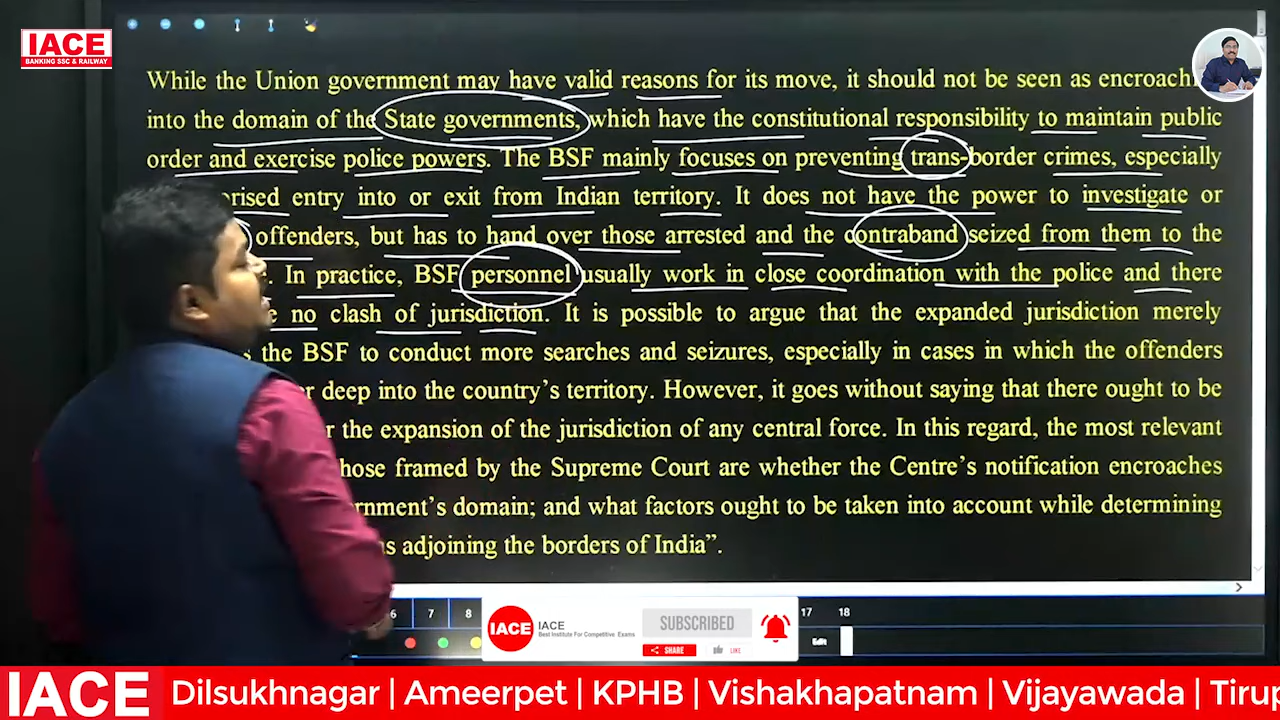 IACE
BANKING SSC & RAILWAY
While the Union government may have valid reasons for its move, it should not be seen as
into the domain of the State governments, which have the constitutional responsibility to maintain public
order and exercise police powers. The BSF mainly focuses on preventing trans-border crimes, especially
entry into or exit from Indian territory. It does not have the power to investigate or
offenders, but has to hand over those arrested and the contraband seized from them to the
In practice, BSF personnel usually work in close coordination with the police and there
no clash of jurisdiction. It is possible to argue that the expanded jurisdiction merely
the BSF to conduct more searches and seizures, especially in cases in which the offenders
deep into the country's territory. However, it goes without saying that there ought to be
the expansion of the jurisdiction of any central force. In this regard, the most relevant
framed by the Supreme Court are whether the Centre's notification encroaches
domain; and what factors ought to be taken into account while determining
adjoining the borders of India”.
6 7 8 17 18
IACE
IACE
Best Institute For Competitive Exams
SUBSCRIBED
SHARE
LIKE
Edit
IACE Dilsukhnagar | Ameerpet | KPHB | Vishakhapatnam | Vijayawada |